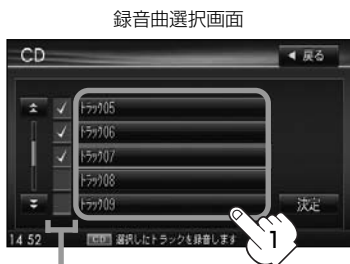 録音曲選択画面
CD
戻る
トラック05
トラック06
トラック07
トラック08
トラック09
決定
14 52
CD 選択したトラックを録音します
1